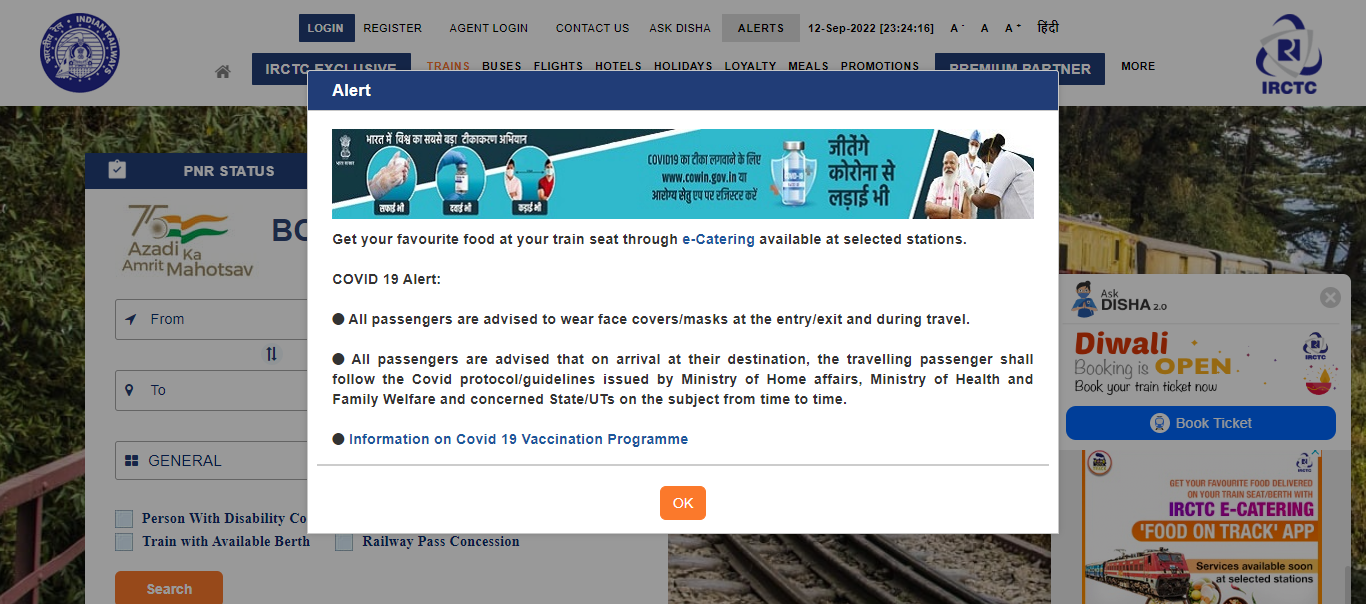 LOGIN REGISTER AGENT LOGIN CONTACT US ASK DISHA ALERTS 12-Sep-2022 [23:24:16] A- A A+ हिंदी
INDIAN RAILWAYS
भारतीय रेल
IRCTC EXCLUSIVE TRAINS BUSES FLIGHTS HOTELS HOLIDAYS LOYALTY MEALS PROMOTIONS PREMIUM PARTNER MORE
IRCTC
Alert
भारत में विश्व का सबसे बड़ा टीकाकरण अभियान
सफाई भी
दवाई भी
कड़ाई भी
COVID19 का टीका लगवाने के लिए
www.cowin.gov.in या
आरोग्य सेतु एप पर रजिस्टर करें
जीतेंगे
कोरोना से
लड़ाई भी
Get your favourite food at your train seat through e-Catering available at selected stations.
COVID 19 Alert:
● All passengers are advised to wear face covers/masks at the entry/exit and during travel.
● All passengers are advised that on arrival at their destination, the travelling passenger shall
follow the Covid protocol/guidelines issued by Ministry of Home affairs, Ministry of Health and
Family Welfare and concerned State/UTs on the subject from time to time.
● Information on Covid 19 Vaccination Programme
OK
PNR STATUS
75
Azadi Ka
Amrit Mahotsav
BO
From
To
GENERAL
Person With Disability Co
Train with Available Berth
Railway Pass Concession
Search
Ask
DISHA 2.0
Diwali
Booking is OPEN
Book your train ticket now
IRCTC
Book Ticket
IRCTC
GET YOUR FAVOURITE FOOD DELIVERED
ON YOUR TRAIN SEAT/BERTH WITH
IRCTC E-CATERING
'FOOD ON TRACK' APP
Services available soon
at selected stations